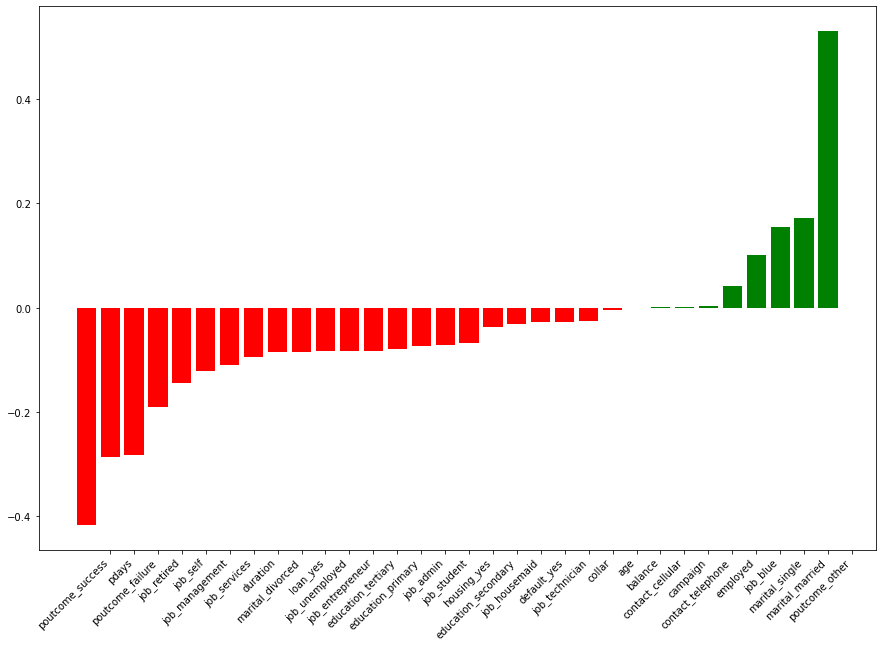 0.4
0.2
0.0
−0.2
−0.4
poutcome_success
pdays
poutcome_failure
job_retired
job_self
job_management
job_services
duration
marital_divorced
loan_yes
job_unemployed
job_entrepreneur
education_tertiary
education_primary
job_admin
job_student
housing_yes
education_secondary
job_housemaid
default_yes
job_technician
collar
age
balance
contact_cellular
campaign
contact_telephone
employed
job_blue
marital_single
marital_married
poutcome_other